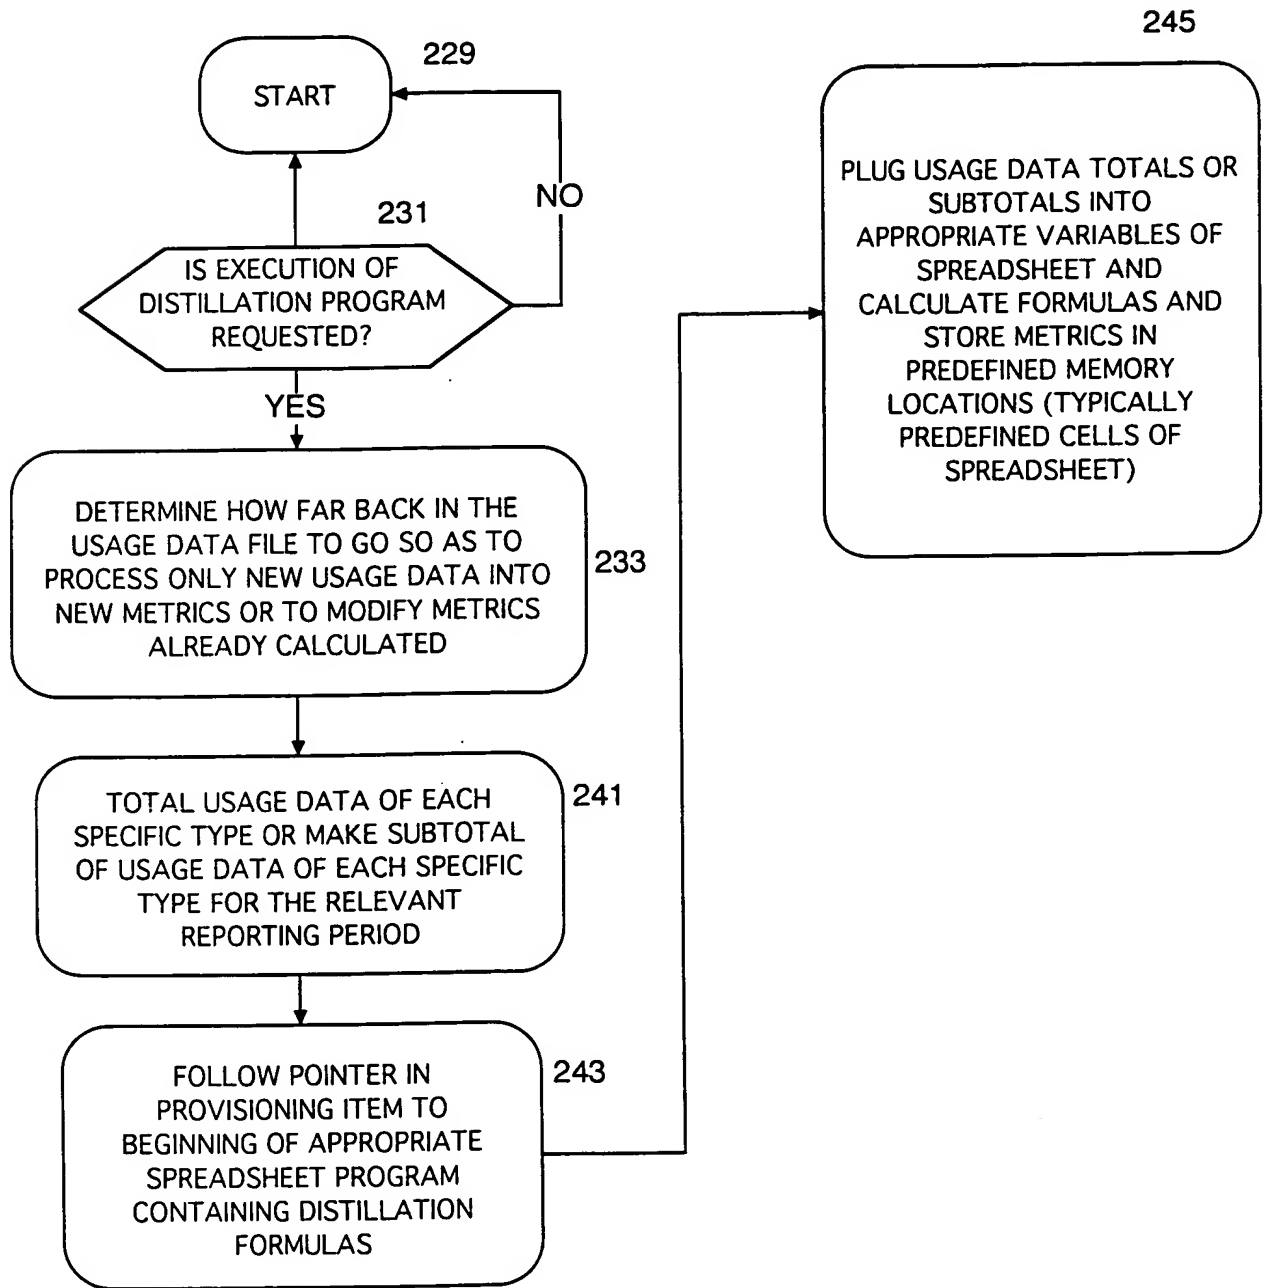 229
START
NO
231
IS EXECUTION OF
DISTILLATION PROGRAM
REQUESTED?
YES
DETERMINE HOW FAR BACK IN THE
USAGE DATA FILE TO GO SO AS TO
PROCESS ONLY NEW USAGE DATA INTO
NEW METRICS OR TO MODIFY METRICS
ALREADY CALCULATED
233
TOTAL USAGE DATA OF EACH
SPECIFIC TYPE OR MAKE SUBTOTAL
OF USAGE DATA OF EACH SPECIFIC
TYPE FOR THE RELEVANT
REPORTING PERIOD
241
FOLLOW POINTER IN
PROVISIONING ITEM TO
BEGINNING OF APPROPRIATE
SPREADSHEET PROGRAM
CONTAINING DISTILLATION
FORMULAS
243
245
PLUG USAGE DATA TOTALS OR
SUBTOTALS INTO
APPROPRIATE VARIABLES OF
SPREADSHEET AND
CALCULATE FORMULAS AND
STORE METRICS IN
PREDEFINED MEMORY
LOCATIONS (TYPICALLY
PREDEFINED CELLS OF
SPREADSHEET)